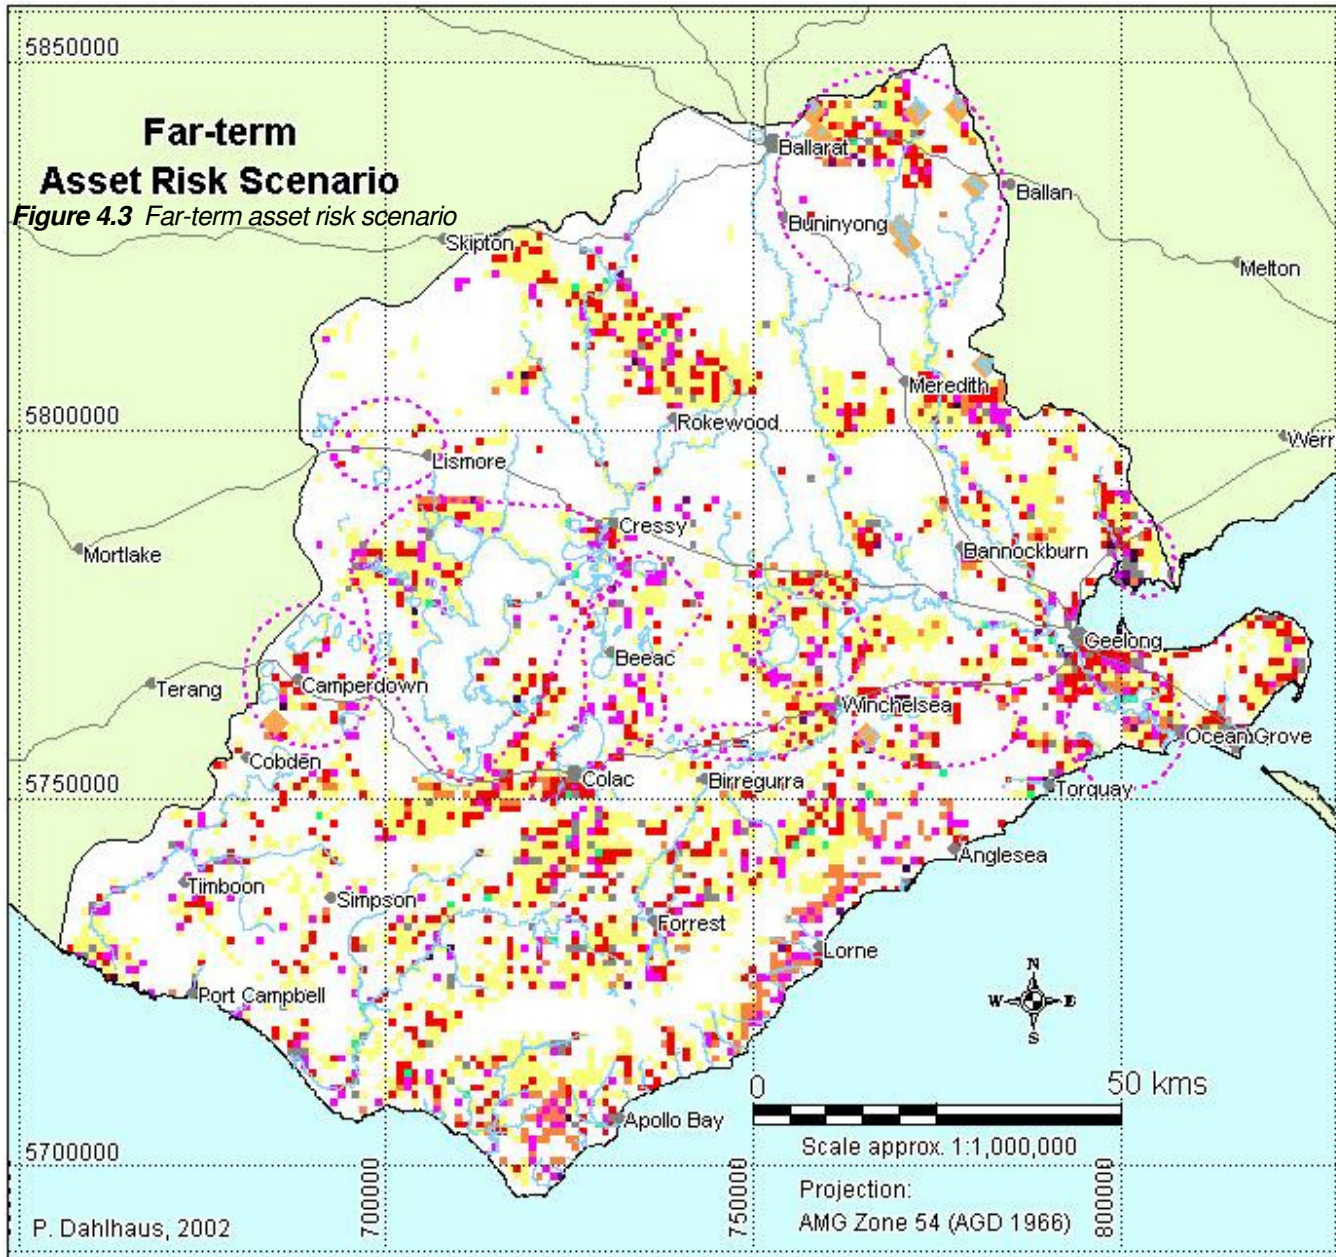 5850000
Far-term
Asset Risk Scenario
Figure 4.3 Far-term asset risk scenario
Ballarat
Ballan
Buninyong
Skipton
Melton
Meredith
5800000
Rokewood
Werr
Lismore
Cressy
Mortlake
Bannockburn
Geelong
Beeac
Terang
Camperdown
Winchelsea
Ocean Grove
Cobden
Colac
Birregurra
Torquay
5750000
Anglesea
Timboon
Simpson
Forrest
Lorne
Port Campbell
N
W E
S
0 50 kms
Apollo Bay
Scale approx. 1:1,000,000
5700000
Projection:
AMG Zone 54 (AGD 1966)
700000
750000
800000
P. Dahlhaus, 2002